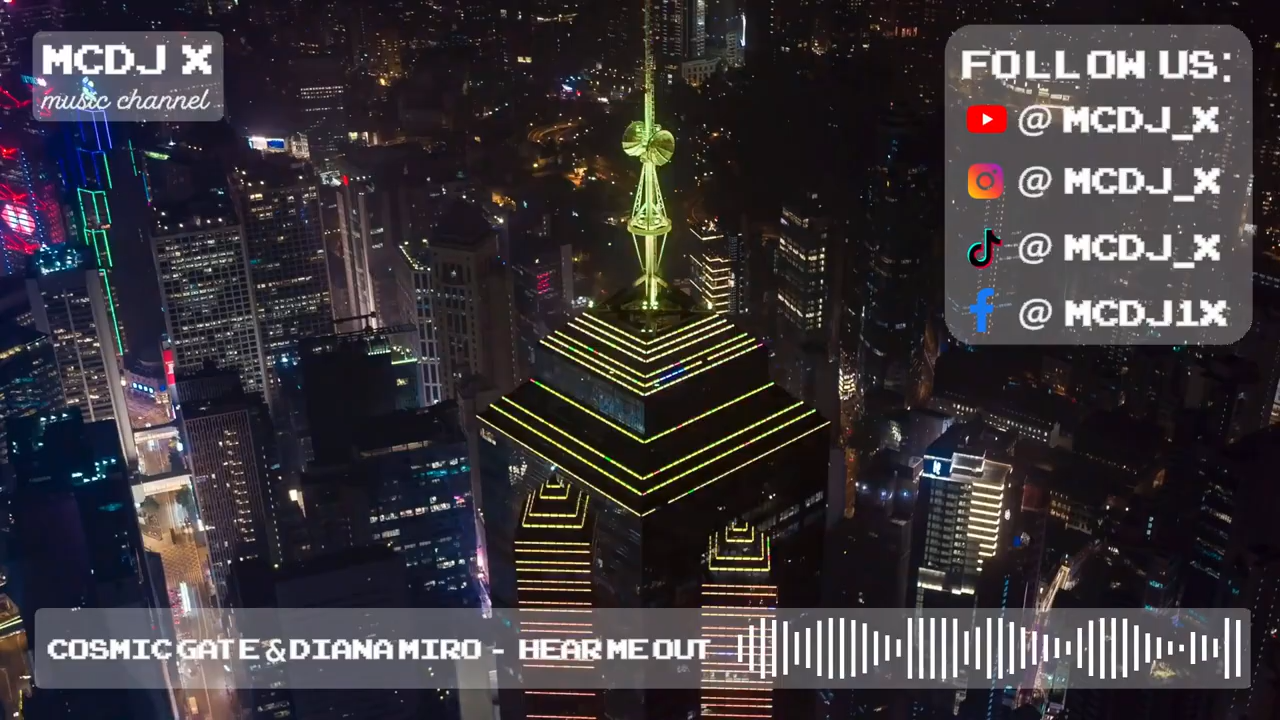 MCDJ X
music channel
FOLLOW US:
@ MCDJ_X
@ MCDJ_X
@ MCDJ_X
@ MCDJ1X
COSMIC GATE & DIANA MIRO - HEAR ME OUT